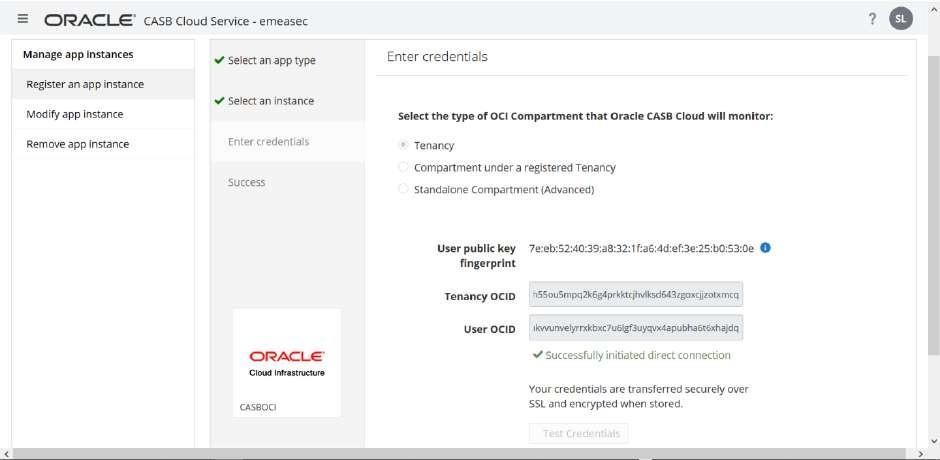 ORACLE® CASB Cloud Service - emeasec
? SL
Manage app instances
Register an app instance
Modify app instance
Remove app instance
Select an app type
Select an instance
Enter credentials
Success
ORACLE®
Cloud Infrastructure
CASBOCI
Enter credentials
Select the type of OCI Compartment that Oracle CASB Cloud will monitor:
Tenancy
Compartment under a registered Tenancy
Standalone Compartment (Advanced)
User public key
fingerprint
7e:eb:52:40:39:a8:32:1f:a6:4d:ef:3e:25:b0:53:0e
Tenancy OCID
h55ou5mpq2k6g4prkktcjhvlksd643zgoxcjjzotxmcq
User OCID
ikvvunvelyrrxkbxc7u6lgf3uyqvx4apubha6t6xhajdq
Successfully initiated direct connection
Your credentials are transferred securely over
SSL and encrypted when stored.
Test Credentials